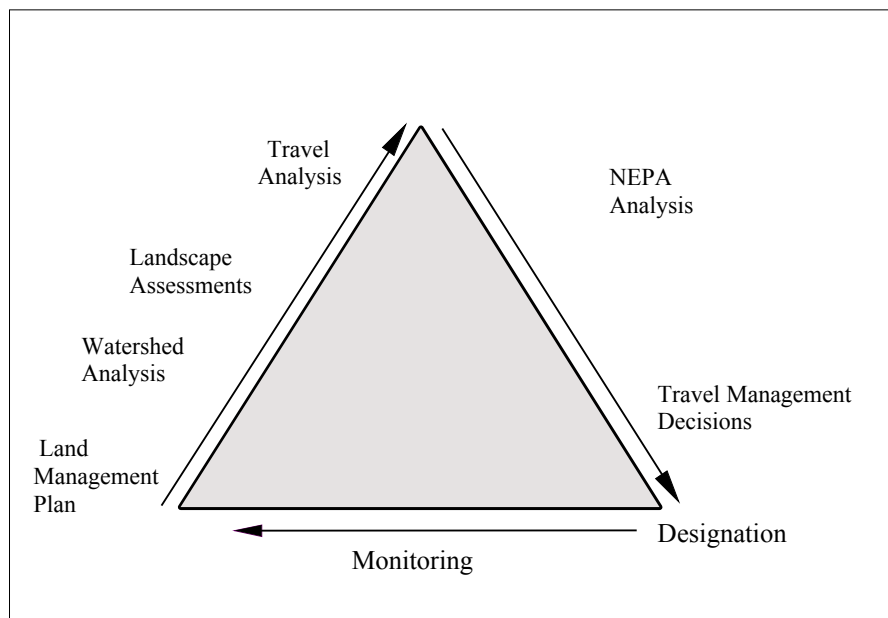 Travel
Analysis
NEPA
Analysis
Landscape
Assessments
Watershed
Analysis
Travel Management
Decisions
Land
Management
Plan
Designation
Monitoring